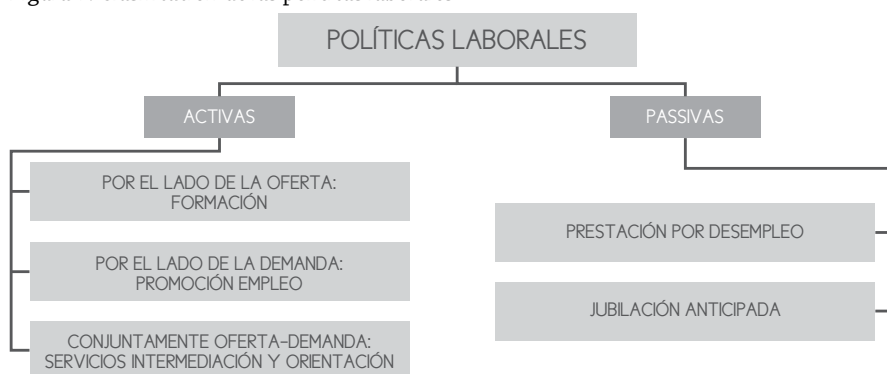 POLÍTICAS LABORALES
ACTIVAS
PASSIVAS
POR EL LADO DE LA OFERTA:
FORMACIÓN
POR EL LADO DE LA DEMANDA:
PROMOCIÓN EMPLEO
CONJUNTAMENTE OFERTA-DEMANDA:
SERVICIOS INTERMEDIACIÓN Y ORIENTACIÓN
PRESTACIÓN POR DESEMPLEO
JUBILACIÓN ANTICIPADA